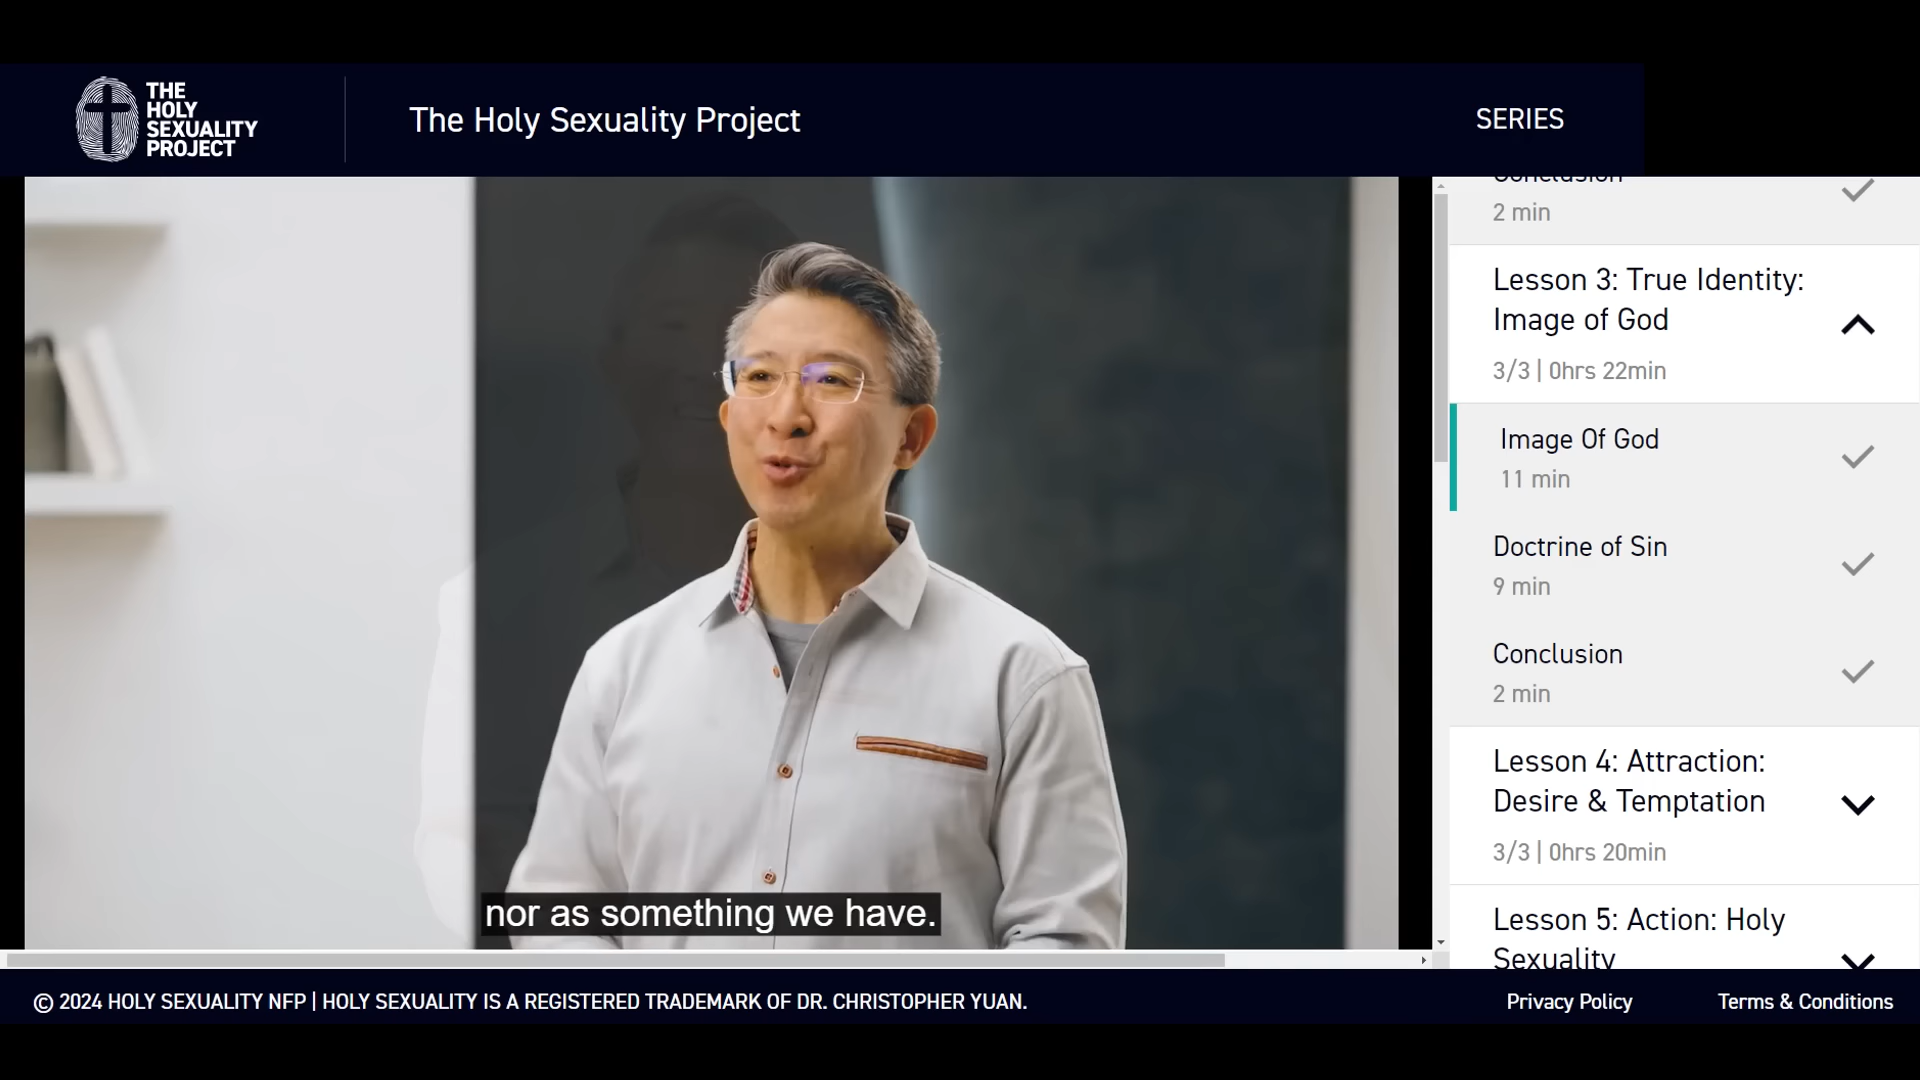 THE
HOLY
SEXUALITY
PROJECT
The Holy Sexuality Project
SERIES
Conclusion
2 min
Lesson 3: True Identity:
Image of God
3/3 | 0hrs 22min
Image Of God
11 min
Doctrine of Sin
9 min
Conclusion
2 min
Lesson 4: Attraction:
Desire & Temptation
3/3 | 0hrs 20min
Lesson 5: Action: Holy
Sexuality
nor as something we have.
© 2024 HOLY SEXUALITY NFP | HOLY SEXUALITY IS A REGISTERED TRADEMARK OF DR. CHRISTOPHER YUAN.
Privacy Policy
Terms & Conditions